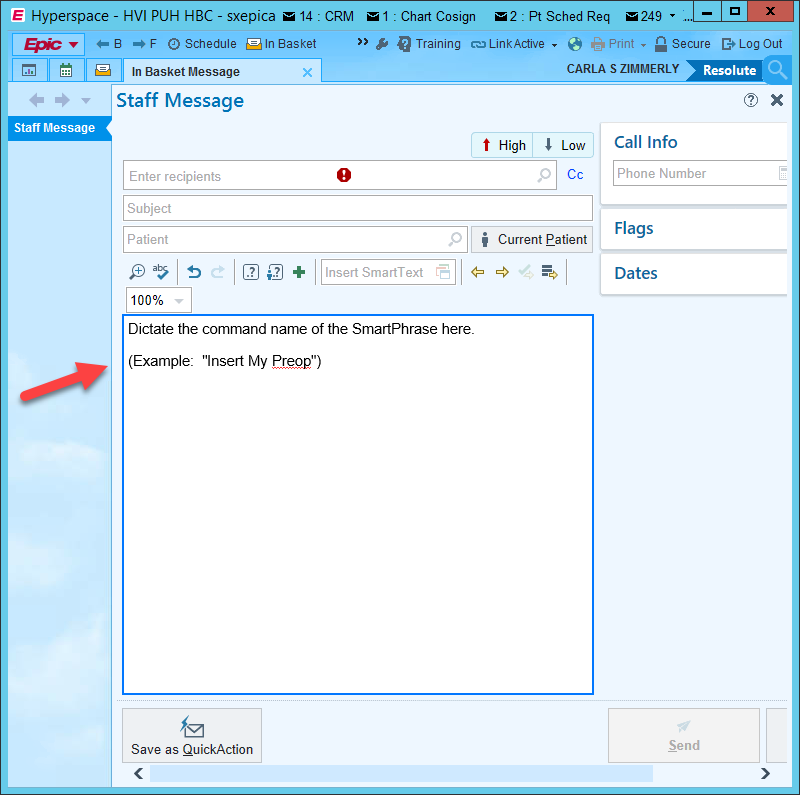 E Hyperspace - HVI PUH HBC - sxepica 14 : CRM 1 : Chart Cosign 2 : Pt Sched Req 249 ...
Epic B F Schedule In Basket » Training LinkActive Print Secure Log Out
In Basket Message CARLA S ZIMMERLY Resolute
Staff Message
Staff Message
High Low
Call Info
Enter recipients Cc
Phone Number
Subject
Flags
Patient Current Patient
abc .? .? Insert SmartText
Dates
100%
Dictate the command name of the SmartPhrase here.
(Example: "Insert My Preop")
Save as QuickAction
Send